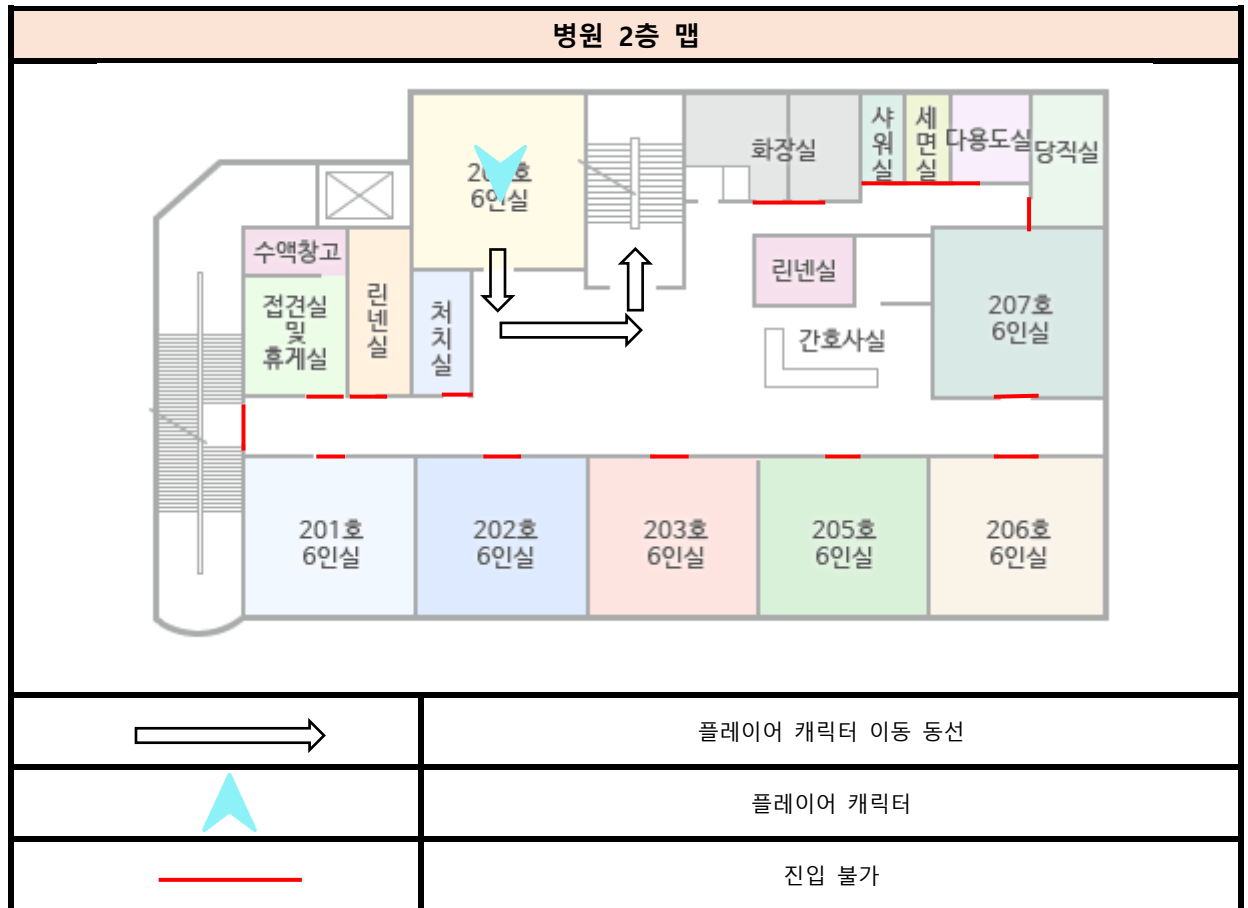 병원 2층 맵
6인실
화장실
샤
워
실
세
면
실
다용도실
당직실
수액창고
접견실
및
휴게실
린
넨
실
처
치
실
린넨실
간호사실
207호
6인실
201호
6인실
202호
6인실
203호
6인실
205호
6인실
206호
6인실
플레이어 캐릭터 이동 동선
플레이어 캐릭터
진입 불가